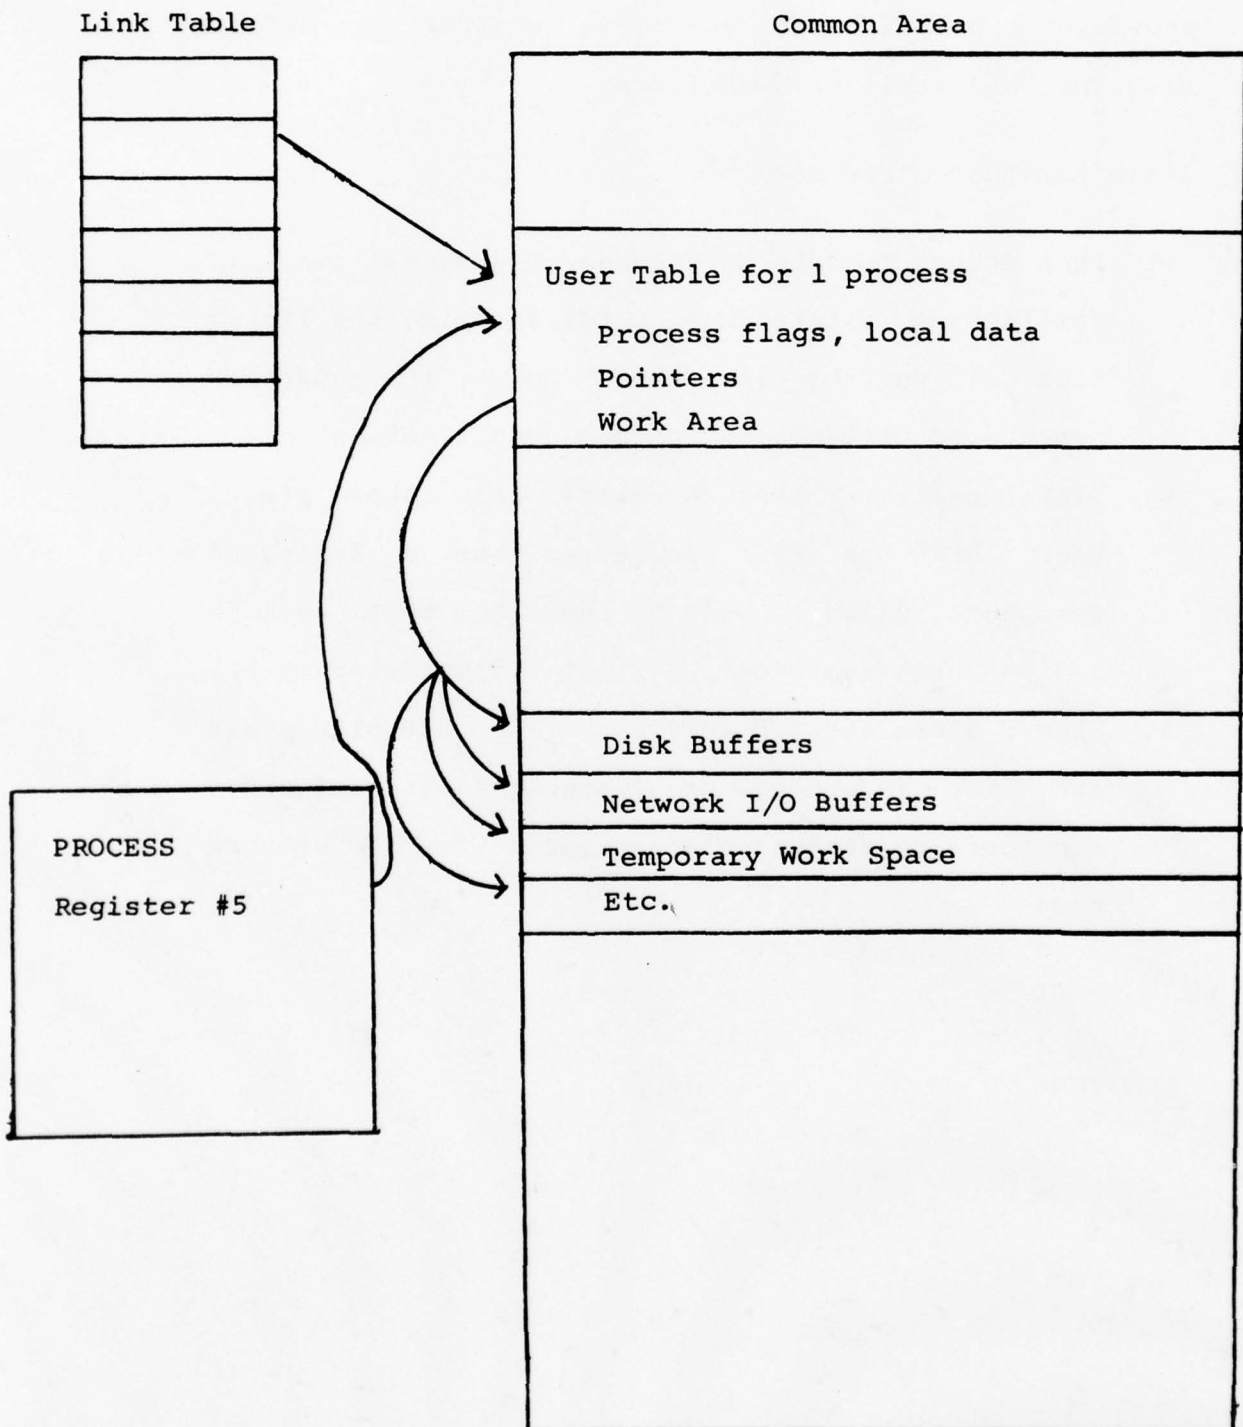 Link Table
Common Area
User Table for 1 process
Process flags, local data
Pointers
Work Area
Disk Buffers
Network I/O Buffers
Temporary Work Space
Etc.
PROCESS
Register #5